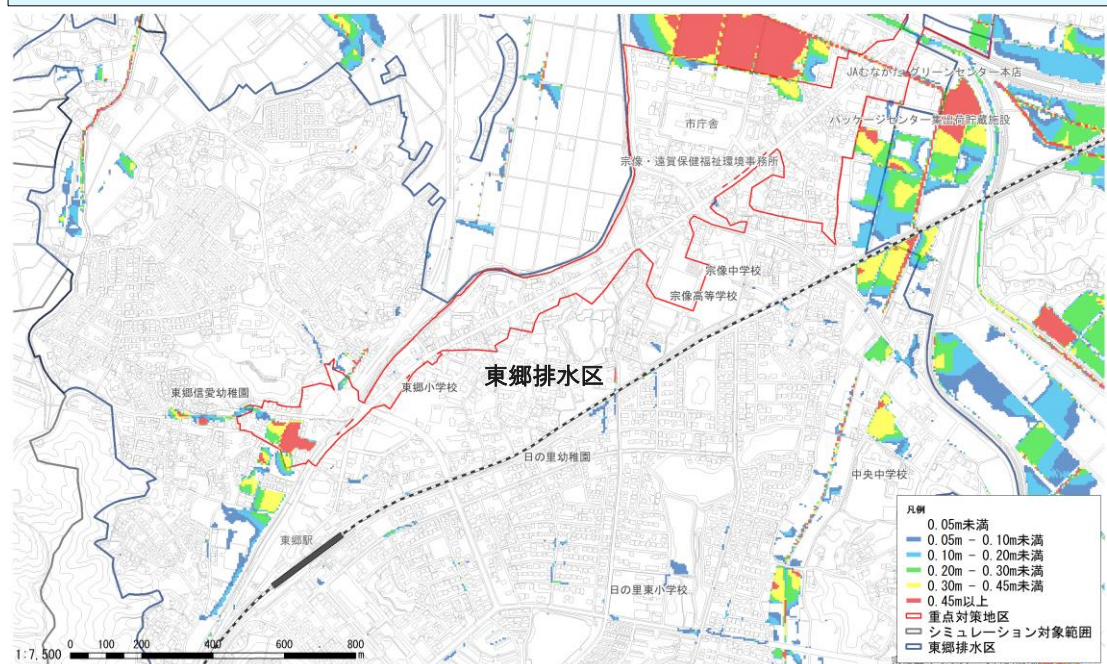 JAむなかたグリーンセンター本店
市庁舎
パッケージセンター集出荷貯蔵施設
宗像・遠賀保健福祉環境事務所
宗像中学校
宗像高等学校
東郷排水区
東郷小学校
東郷信愛幼稚園
日の里幼稚園
中央中学校
東郷駅
日の里東小学校
凡例
0.05m未満
0.05m - 0.10m未満
0.10m - 0.20m未満
0.20m - 0.30m未満
0.30m - 0.45m未満
0.45m以上
重点対策地区
シミュレーション対象範囲
東郷排水区
1:7,500 0 100 200 400 600 800 m